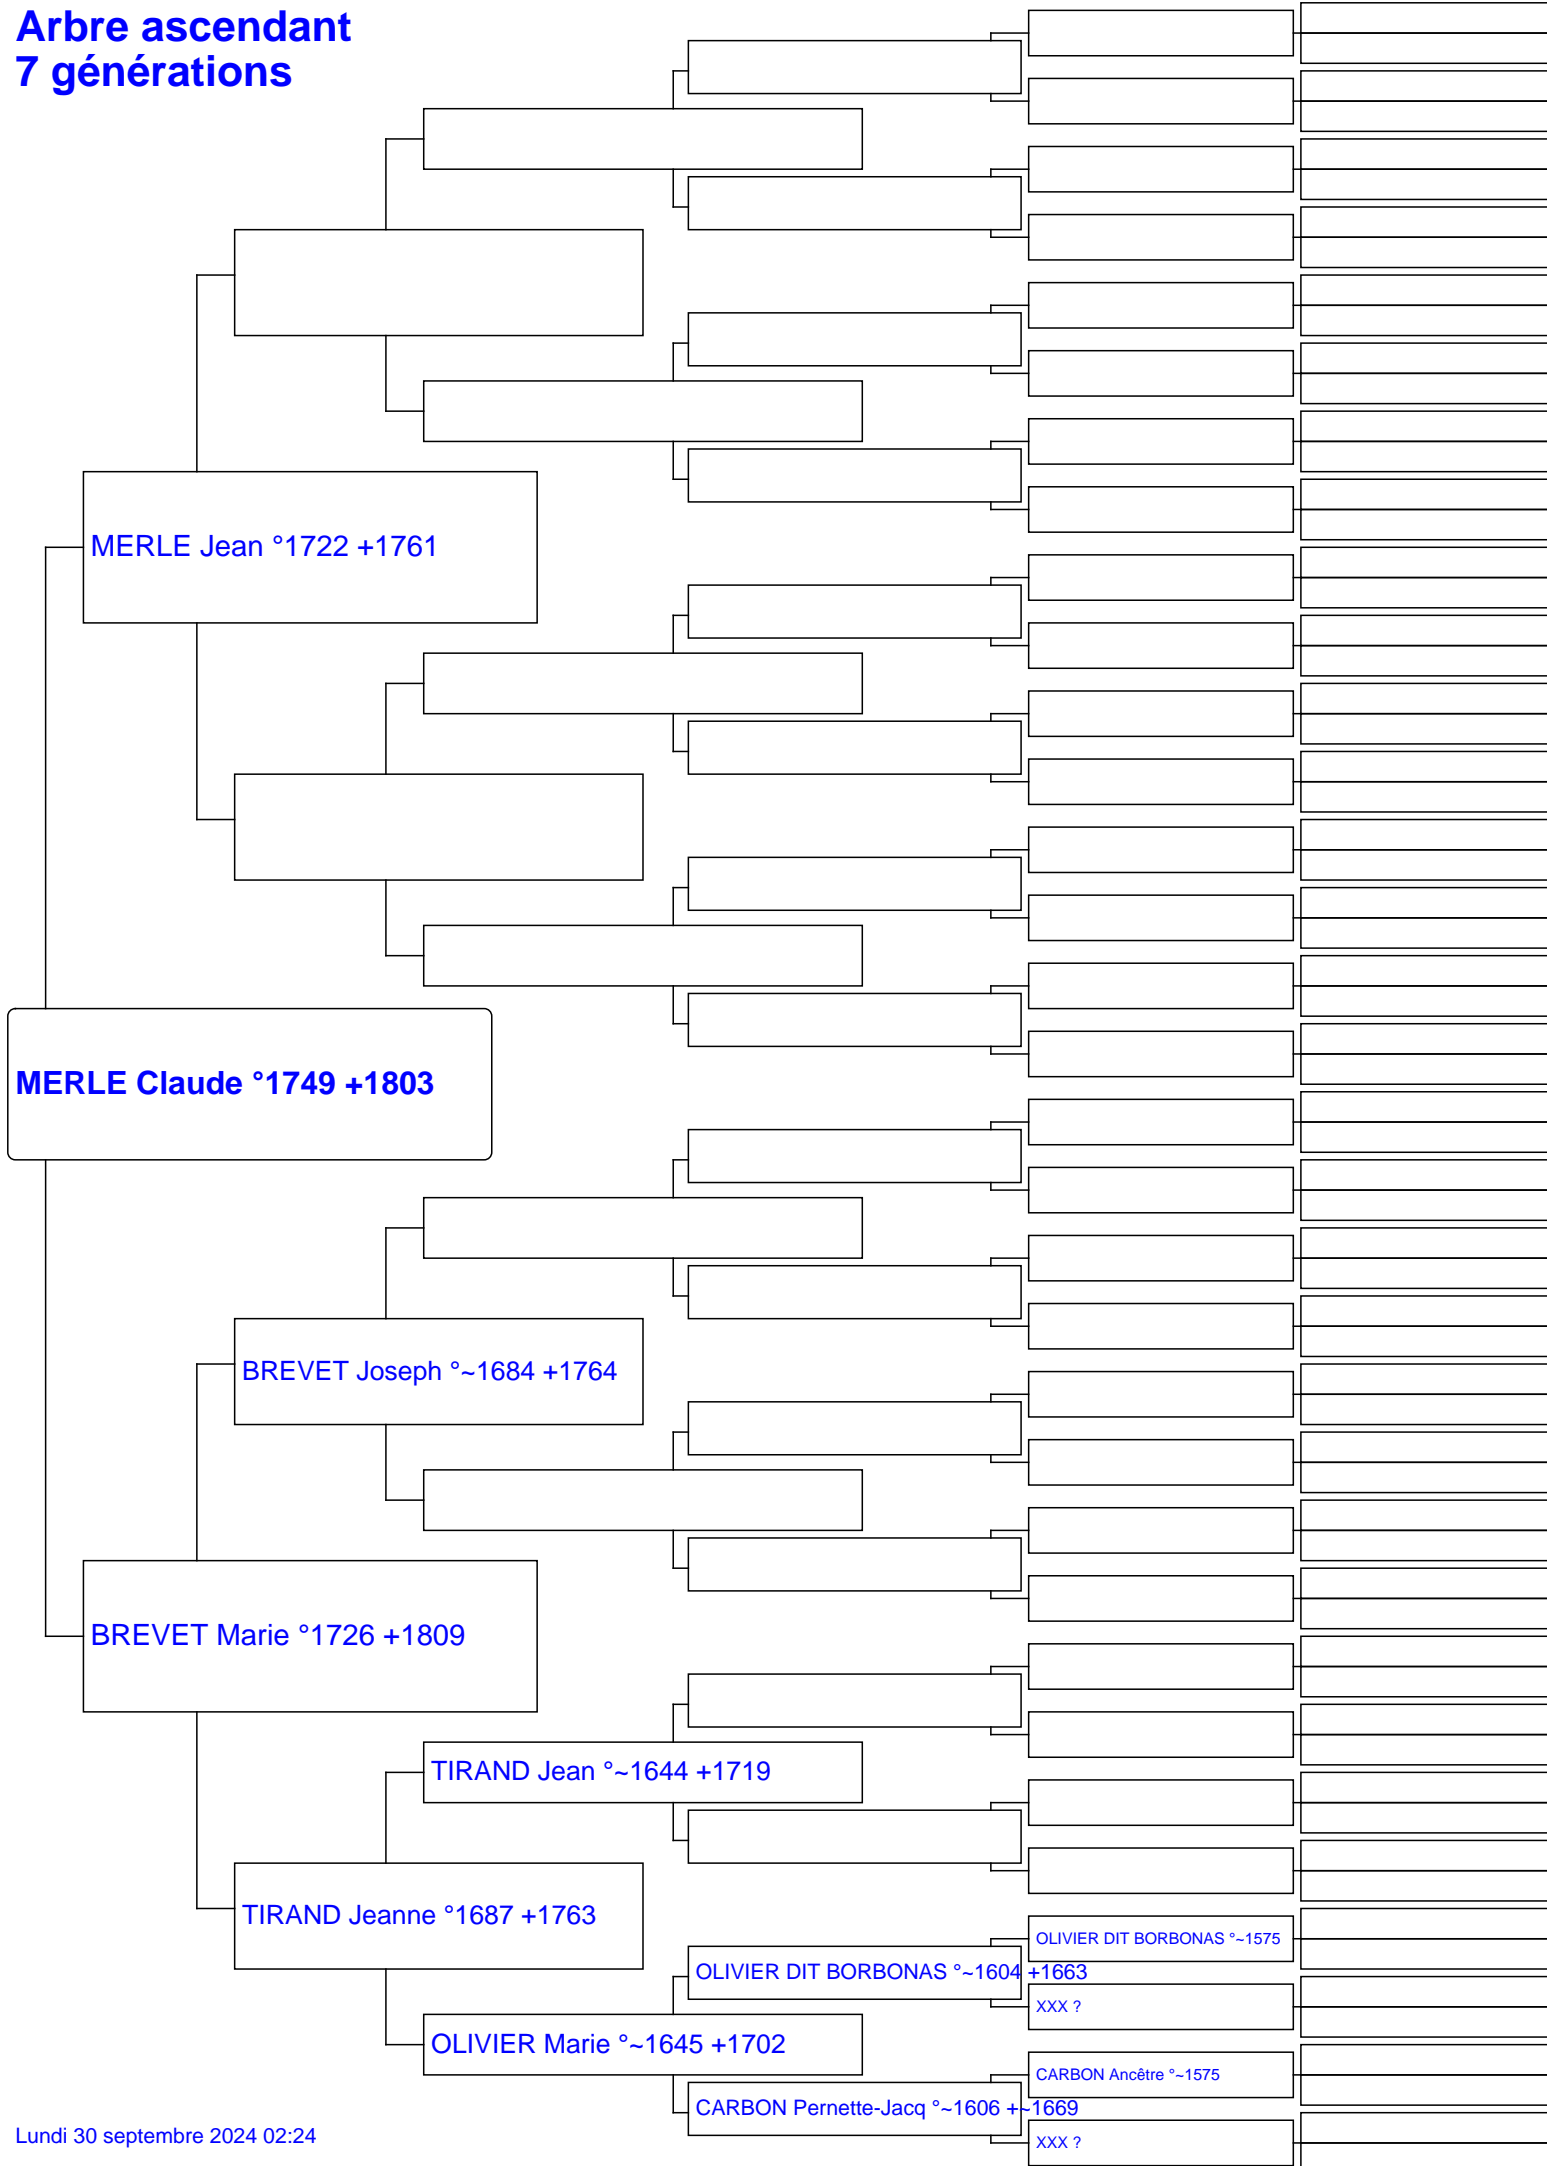 Arbre ascendant
7 générations
MERLE Jean °1722 +1761
MERLE Claude °1749 +1803
BREVET Joseph °~1684 +1764
BREVET Marie °1726 +1809
TIRAND Jean °~1644 +1719
TIRAND Jeanne °1687 +1763
OLIVIER DIT BORBONAS °~1575
OLIVIER DIT BORBONAS °~1604 +1663
XXX ?
OLIVIER Marie °~1645 +1702
CARBON Ancêtre °~1575
CARBON Pernette-Jacq °~1606 +~1669
XXX ?
Lundi 30 septembre 2024 02:24